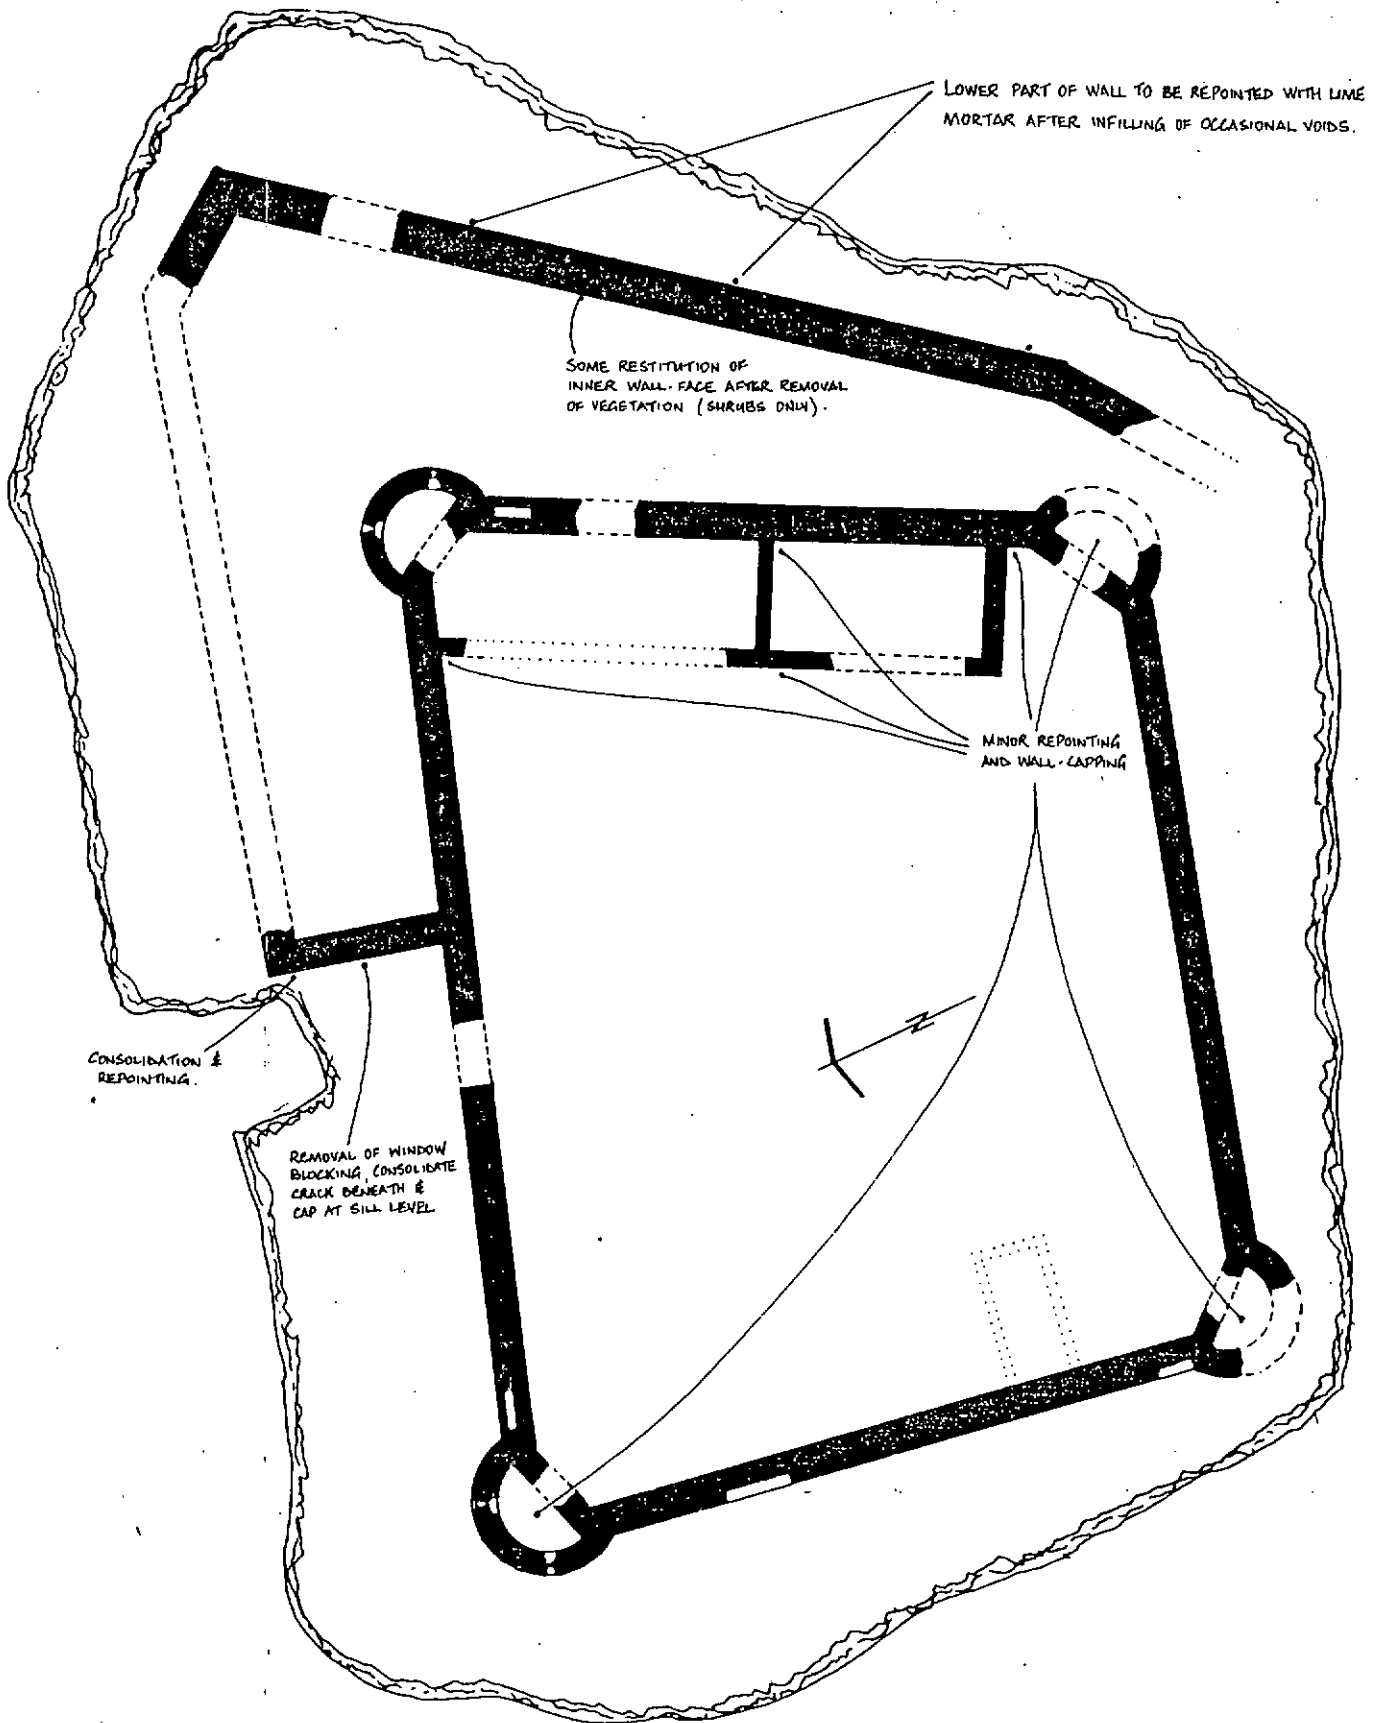 LOWER PART OF WALL TO BE REPOINTED WITH LIME
MORTAR AFTER INFILLING OF OCCASIONAL VOIDS.
SOME RESTITUTION OF
INNER WALL-FACE AFTER REMOVAL
OF VEGETATION (SHRUBS ONLY).
MINOR REPOINTING
AND WALL-CAPPING
N
CONSOLIDATION &
REPOINTING.
REMOVAL OF WINDOW
BLOCKING, CONSOLIDATE
CRACK BENEATH &
CAP AT SILL LEVEL